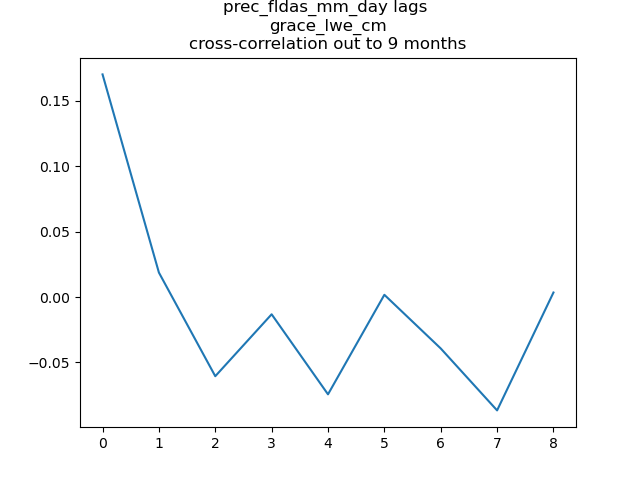 prec_fldas_mm_day lags
grace_lwe_cm
cross-correlation out to 9 months
0.15
0.10
0.05
0.00
−0.05
0 1 2 3 4 5 6 7 8